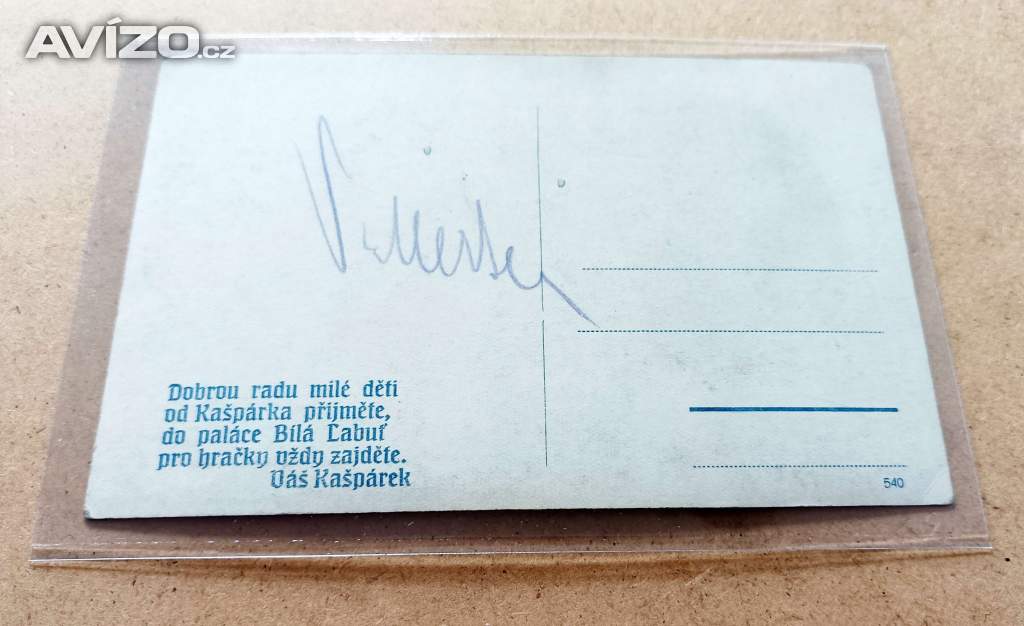 AVÍZO.cz
Dobrou radu milé děti
od Kašpárka přijměte,
do paláce Bílá Labuť
pro hračky vždy zajděte.
Váš Kašpárek
540